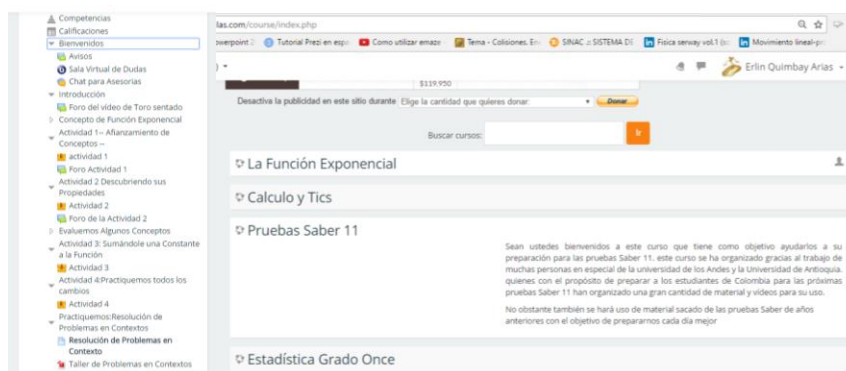 Competencias
Calificaciones
Bienvenidos
Avisos
Sala Virtual de Dudas
Chat para Asesorias
Introducción
Foro del vídeo de Toro sentado
Concepto de Función Exponencial
Actividad 1-- Afianzamiento de
Conceptos --
actividad 1
Foro Actividad 1
Actividad 2 Descubriendo sus
Propiedades
Actividad 2
Foro de la Actividad 2
Evaluemos Algunos Conceptos
Actividad 3: Sumándole una Constante
a la Función
Actividad 3
Actividad 4:Practiquemos todos los
cambios
Actividad 4
Practiquemos:Resolución de
Problemas en Contextos
Resolución de Problemas en
Contexto
Taller de Problemas en Contextos
las.com/course/index.php
owerpoint 2
Tutorial Prezi en espa
Como utilizar emaze -
Tema - Colisiones. En
SINAC :: SISTEMA DE
Fisica serway vol.1
Movimiento lineal-pr
Erlin Quimbay Arias
$119.950
Desactiva la publicidad en este sitio durante Elige la cantidad que quieres donar: Donar
Buscar cursos: Ir
La Función Exponencial
Calculo y Tics
Pruebas Saber 11
Sean ustedes bienvenidos a este curso que tiene como objetivo ayudarlos a su
preparación para las pruebas Saber 11. este curso se ha organizado gracias al trabajo de
muchas personas en especial de la universidad de los Andes y la Universidad de Antioquia.
quienes con el propósito de preparar a los estudiantes de Colombia para las próximas
pruebas Saber 11 han organizado una gran cantidad de material y vídeos para su uso.
No obstante también se hará uso de material sacado de las pruebas Saber de años
anteriores con el objetivo de prepararnos cada día mejor
Estadística Grado Once